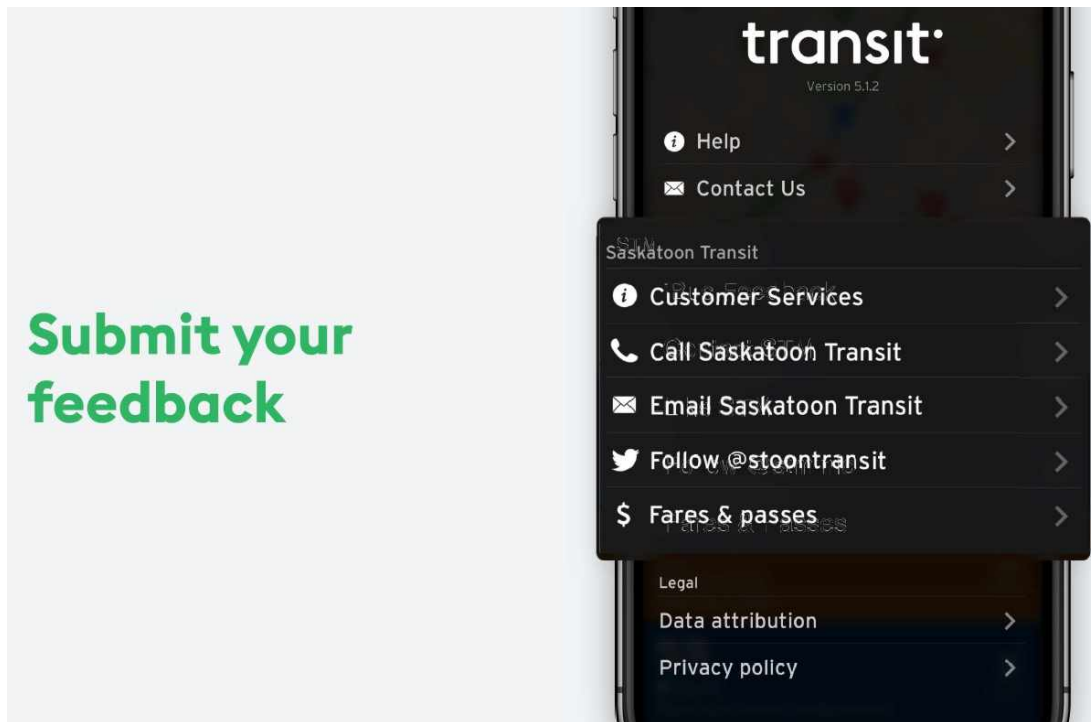 Submit your
feedback
transit
Version 5.1.2
Help
Contact Us
Saskatoon Transit
Customer Services
Call Saskatoon Transit
Email Saskatoon Transit
Follow @stoontransit
$ Fares & passes
Legal
Data attribution
Privacy policy